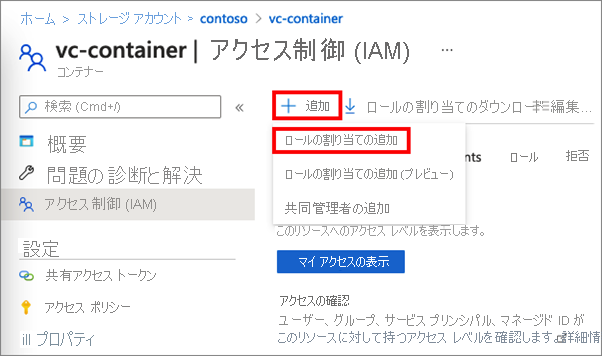 ホーム > ストレージ アカウント > contoso > vc-container
vc-container | アクセス制御 (IAM) ...
コンテナー
検索 (Cmd+/) «
+ 追加 ロールの割り当てのダウンロー 編集...
ロールの割り当ての追加
ロールの割り当ての追加 (プレビュー)
共同管理者の追加
nts ロール 拒否
概要
問題の診断と解決
アクセス制御 (IAM)
設定
共有アクセス トークン
アクセス ポリシー
プロパティ
このリソースへのアクセス レベルを表示します。
マイ アクセスの表示
アクセスの確認
ユーザー、グループ、サービス プリンシパル、マネージド ID が
このリソースに対して持つアクセス レベルを確認します。詳細情